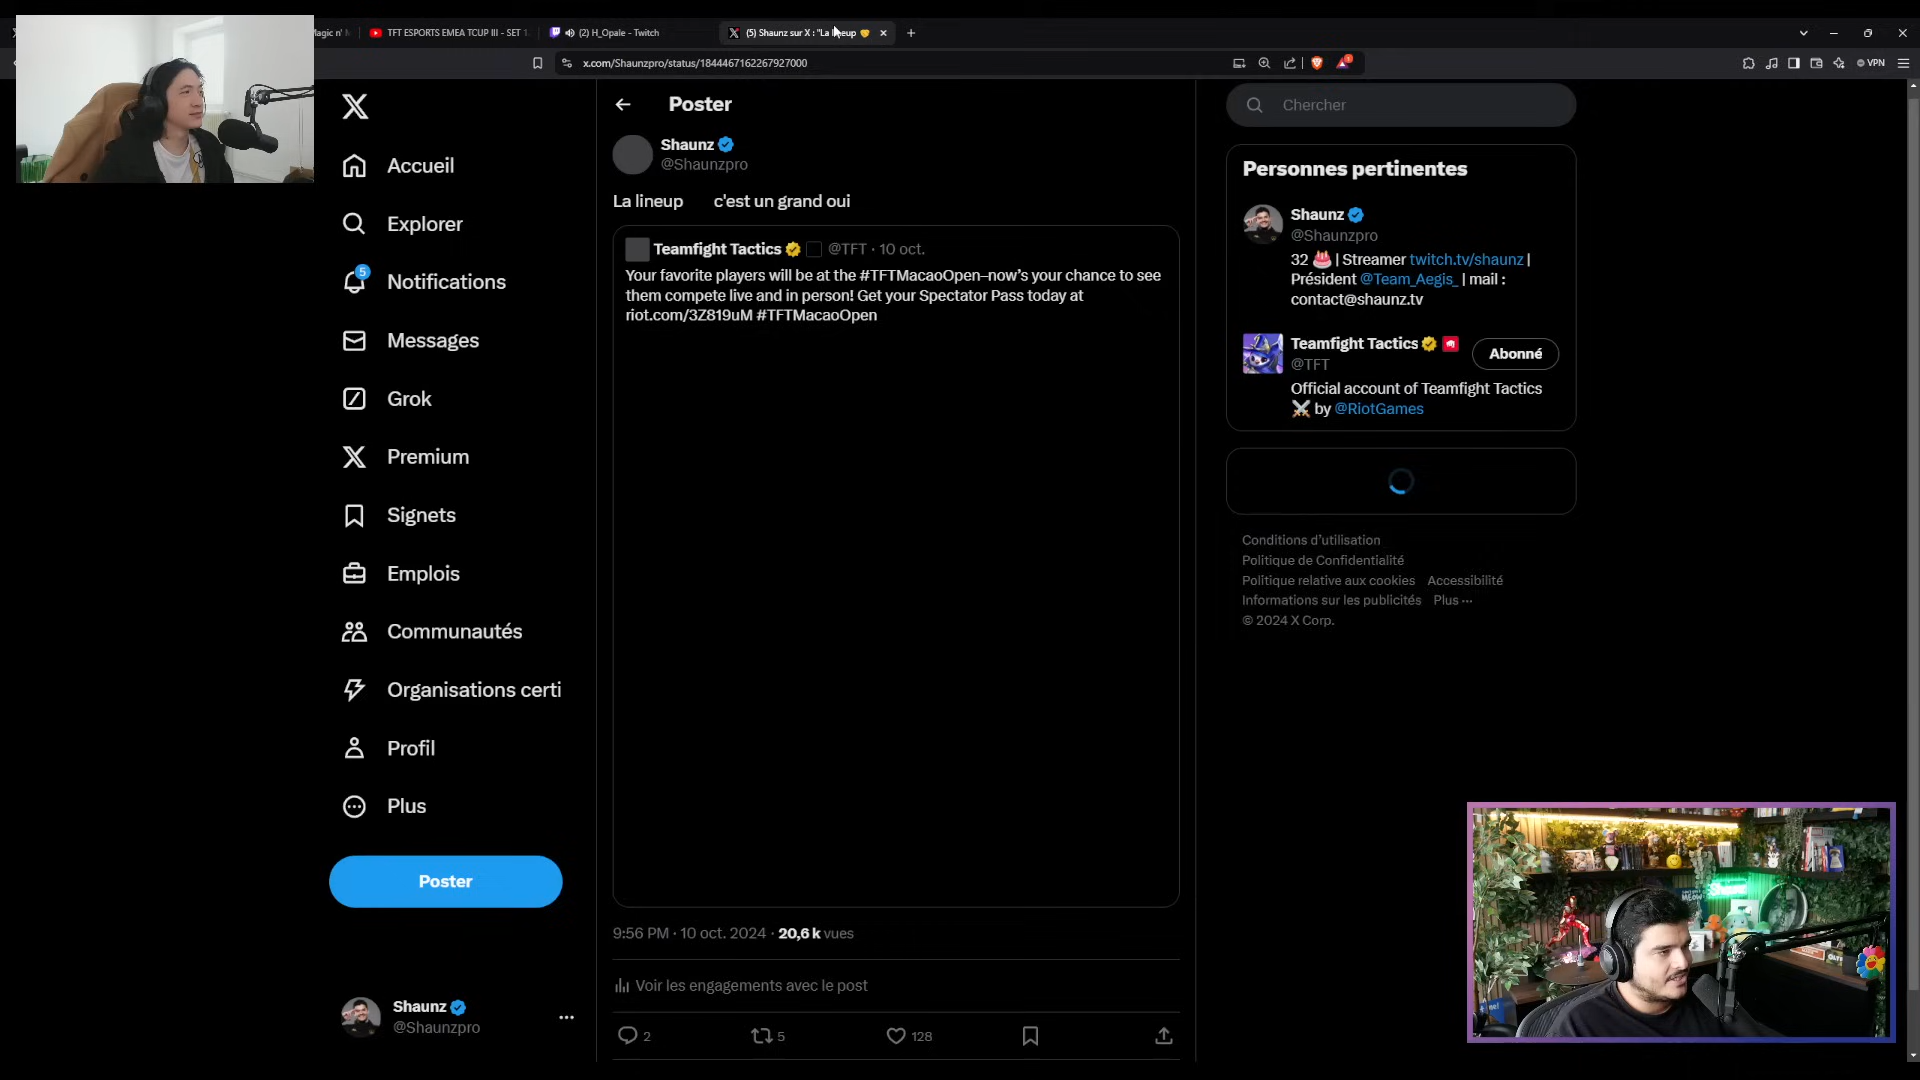 agic n'
TFT ESPORTS EMEA TCUP III - SET 1
(2) H_Opale - Twitch
(5) Shaunz sur X : "La lineup
x.com/Shaunzpro/status/1844467162267927000
VPN
Accueil
Explorer
5
Notifications
Messages
Grok
Premium
Signets
Emplois
Communautés
Organisations certi
Profil
Plus
Poster
Shaunz
@Shaunzpro
Poster
Shaunz
@Shaunzpro
La lineup c'est un grand oui
Teamfight Tactics @TFT · 10 oct.
Your favorite players will be at the #TFTMacaoOpen–now’s your chance to see
them compete live and in person! Get your Spectator Pass today at
riot.com/3Z819uM #TFTMacaoOpen
9:56 PM · 10 oct. 2024 · 20,6 k vues
Voir les engagements avec le post
2
5
128
Chercher
Personnes pertinentes
Shaunz
@Shaunzpro
32 🎂 | Streamer twitch.tv/shaunz |
Président @Team_Aegis_ | mail :
contact@shaunz.tv
Teamfight Tactics
@TFT
Abonné
Official account of Teamfight Tactics
⚔️ by @RiotGames
Conditions d’utilisation
Politique de Confidentialité
Politique relative aux cookies Accessibilité
Informations sur les publicités Plus ···
© 2024 X Corp.
Shaunz